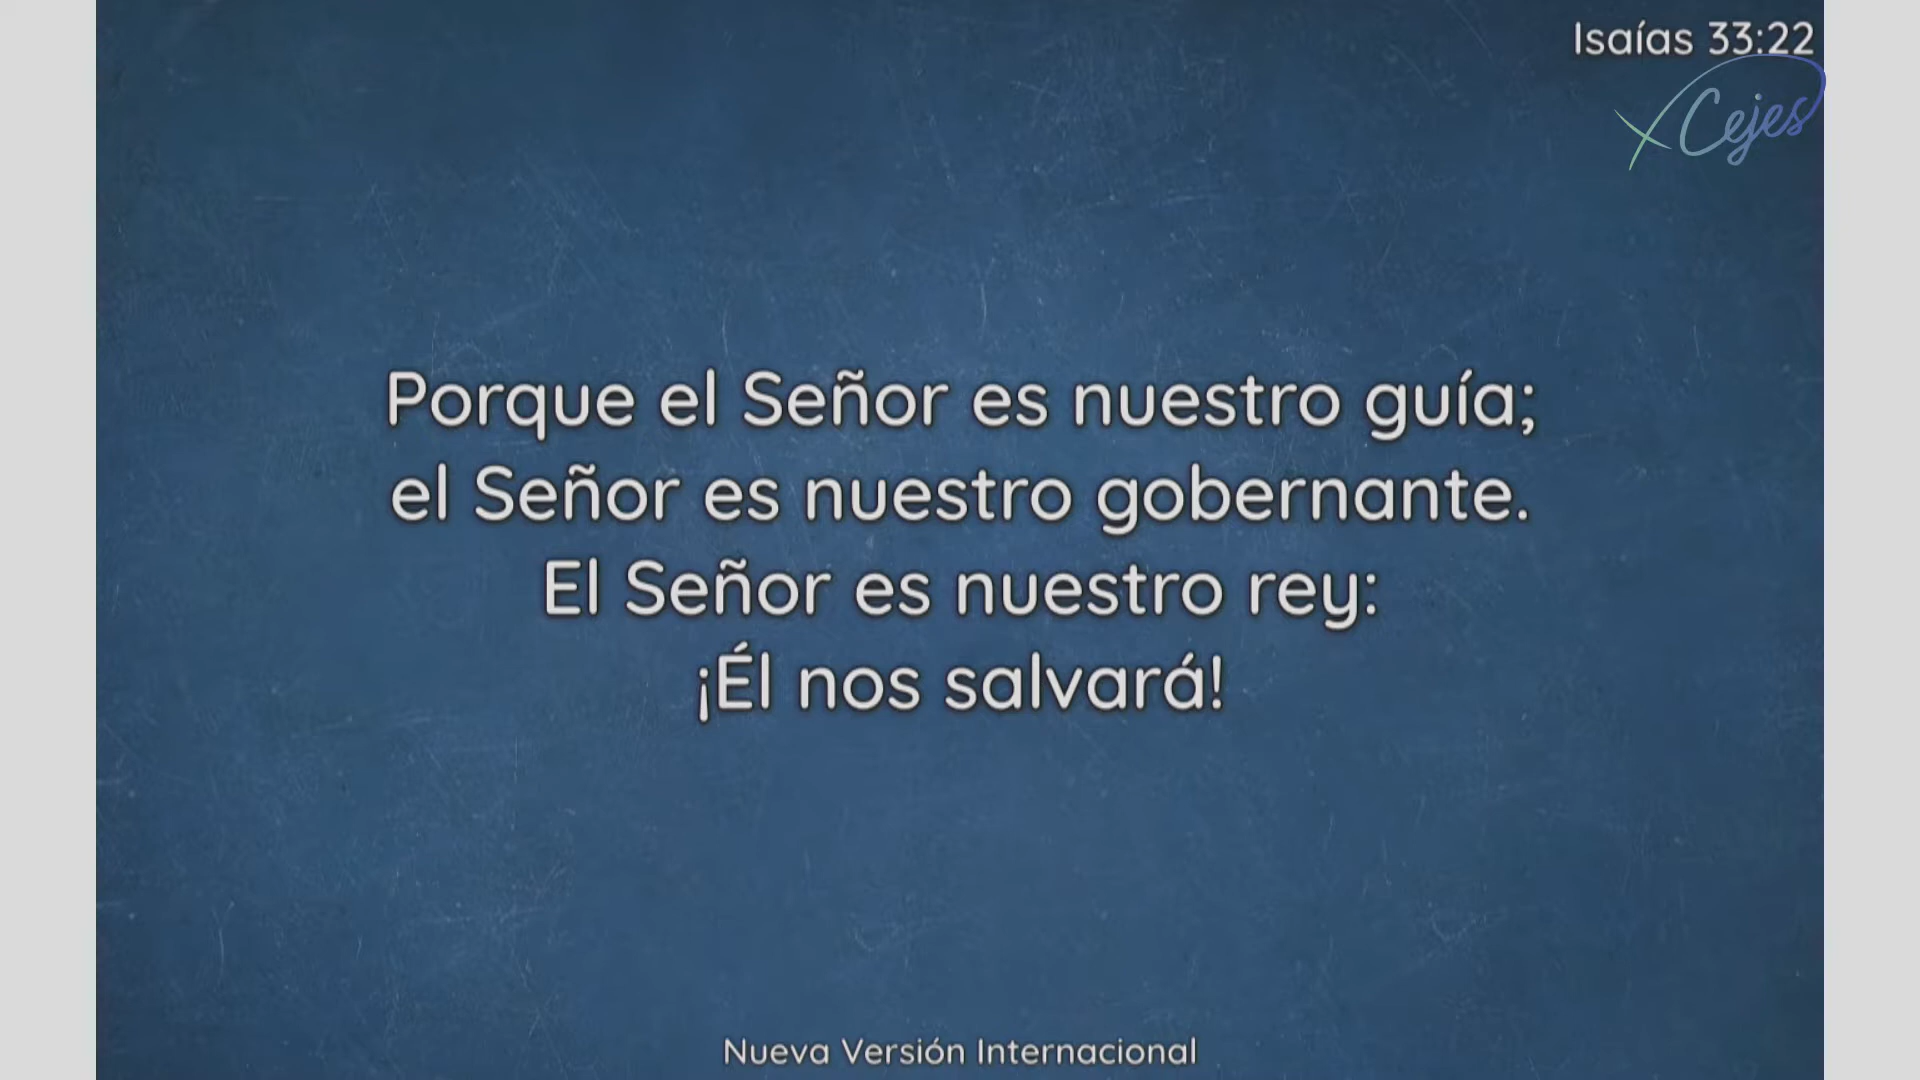 Isaías 33:22
Cejes
Porque el Señor es nuestro guía;
el Señor es nuestro gobernante.
El Señor es nuestro rey:
¡Él nos salvará!
Nueva Versión Internacional